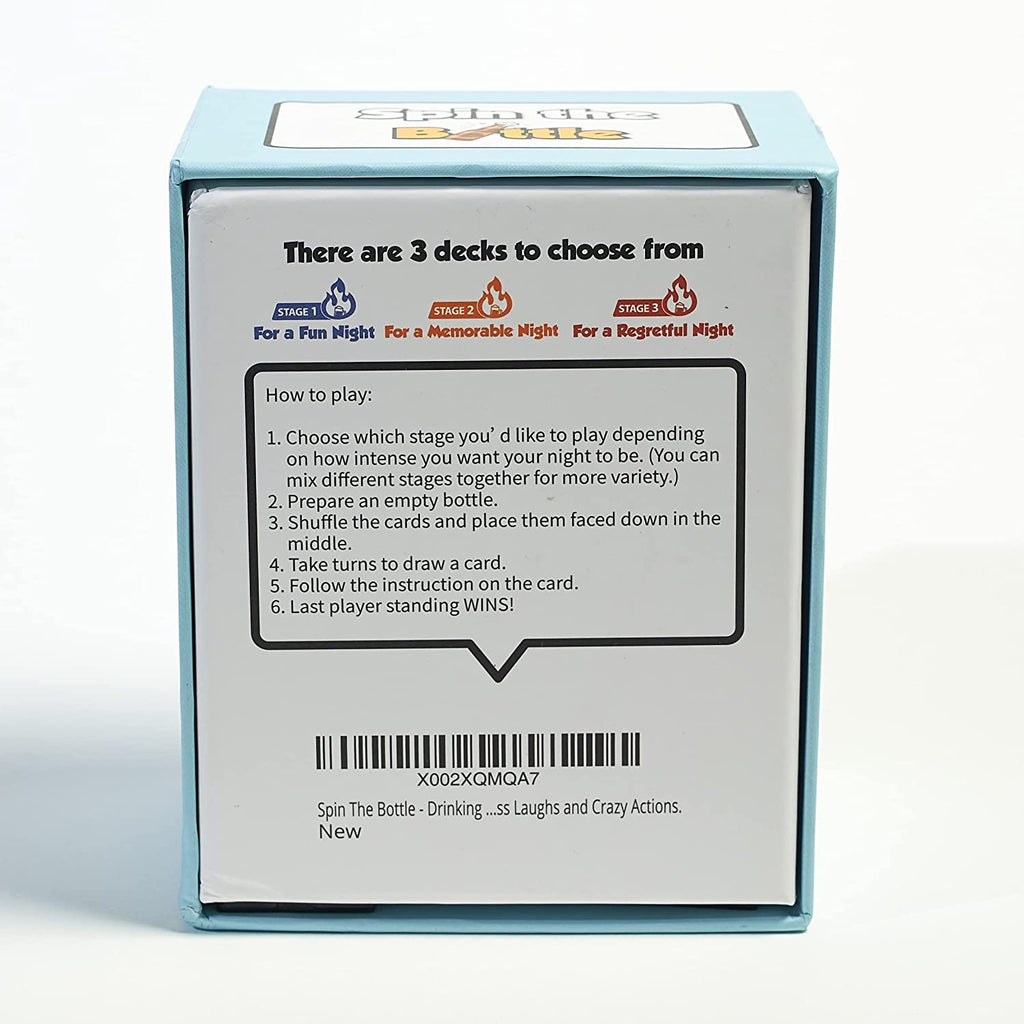 Spin the
Bottle
There are 3 decks to choose from
STAGE 1 STAGE 2 STAGE 3
For a Fun Night For a Memorable Night For a Regretful Night
How to play:
1. Choose which stage you’ d like to play depending
on how intense you want your night to be. (You can
mix different stages together for more variety.)
2. Prepare an empty bottle.
3. Shuffle the cards and place them faced down in the
middle.
4. Take turns to draw a card.
5. Follow the instruction on the card.
6. Last player standing WINS!
X002XQMQA7
Spin The Bottle - Drinking ...ss Laughs and Crazy Actions.
New